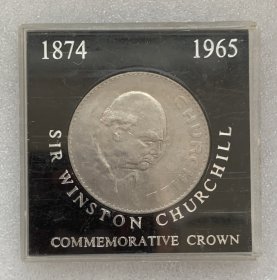 1874 1965
CHURCHILL
SIR WINSTON CHURCHILL
COMMEMORATIVE CROWN